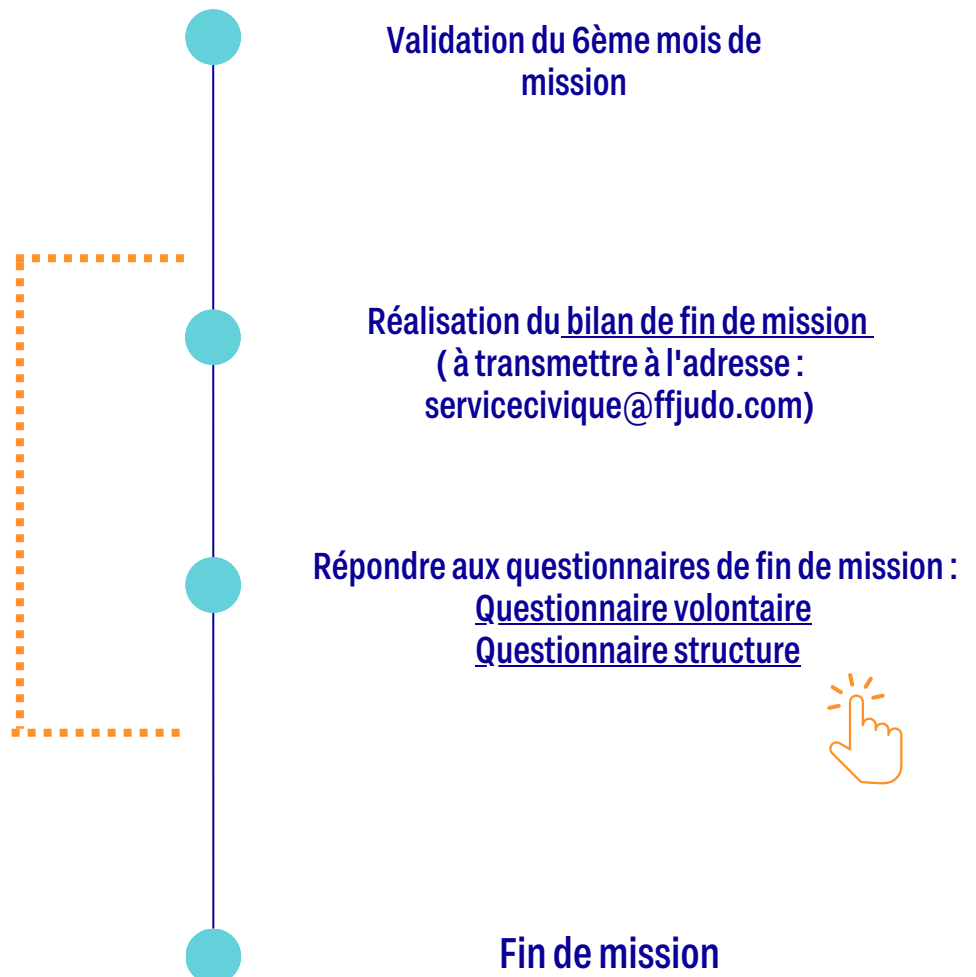 Validation du 6ème mois de
mission
Réalisation du bilan de fin de mission
( à transmettre à l'adresse :
servicecivique@ffjudo.com)
Répondre aux questionnaires de fin de mission :
Questionnaire volontaire
Questionnaire structure
Fin de mission